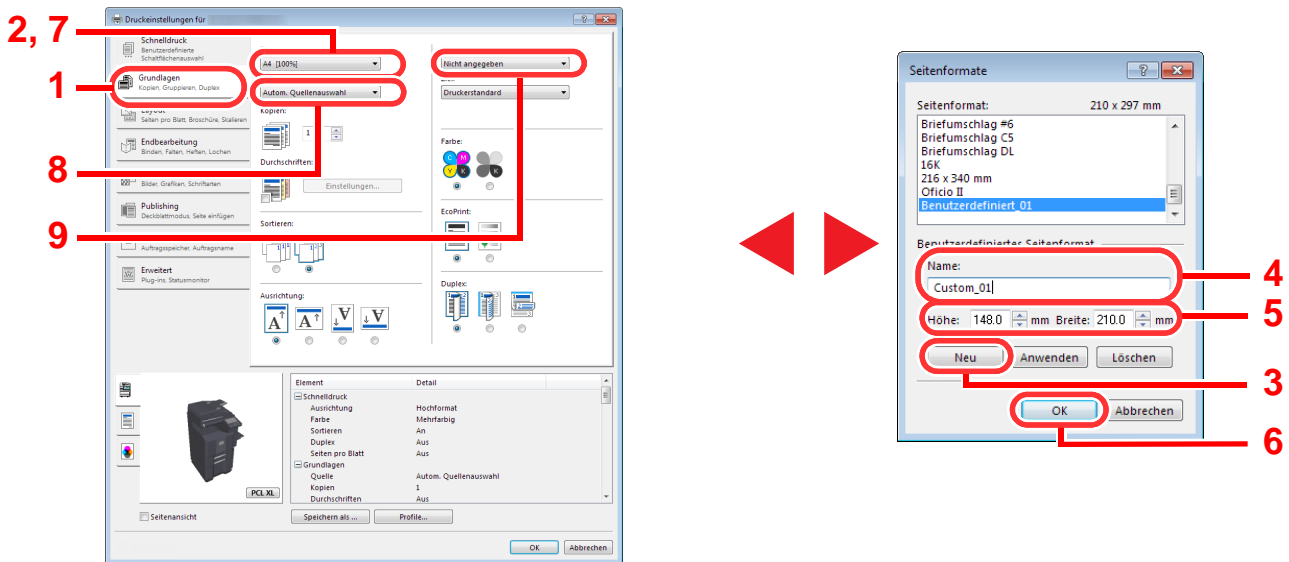 2, 7
1
8
9
Druckeinstellungen für
Schnelldruck
Benutzerdefinierte
Schaltflächenauswahl
Grundlagen
Kopien, Gruppieren, Duplex
Layout
Seiten pro Blatt, Broschüre, Skalieren
Endbearbeitung
Binden, Falten, Heften, Lochen
Bilder, Grafiken, Schriftarten
Publishing
Deckblattmodus, Seite einfügen
Auftragsspeicher, Auftragsname
Erweitert
Plug-ins, Statusmonitor
A4 [100%]
Autom. Quellenauswahl
Kopien:
1
Durchschriften:
Einstellungen...
Sortieren:
Ausrichtung:
Nicht angegeben
Druckerstandard
Farbe:
C M
Y K K
EcoPrint:
Duplex:
PCL XL
Seitenansicht
Element Detail
Schnelldruck
Ausrichtung Hochformat
Farbe Mehrfarbig
Sortieren An
Duplex Aus
Seiten pro Blatt Aus
Grundlagen
Quelle Autom. Quellenauswahl
Kopien 1
Durchschriften Aus
Speichern als ... Profile...
OK Abbrechen
Seitenformate
Seitenformat: 210 x 297 mm
Briefumschlag #6
Briefumschlag C5
Briefumschlag DL
16K
216 x 340 mm
Oficio II
Benutzerdefiniert_01
Benutzerdefiniertes Seitenformat
Name:
Custom_01
Höhe: 148.0 mm Breite: 210.0 mm
Neu Anwenden Löschen
OK Abbrechen
4
5
3
6